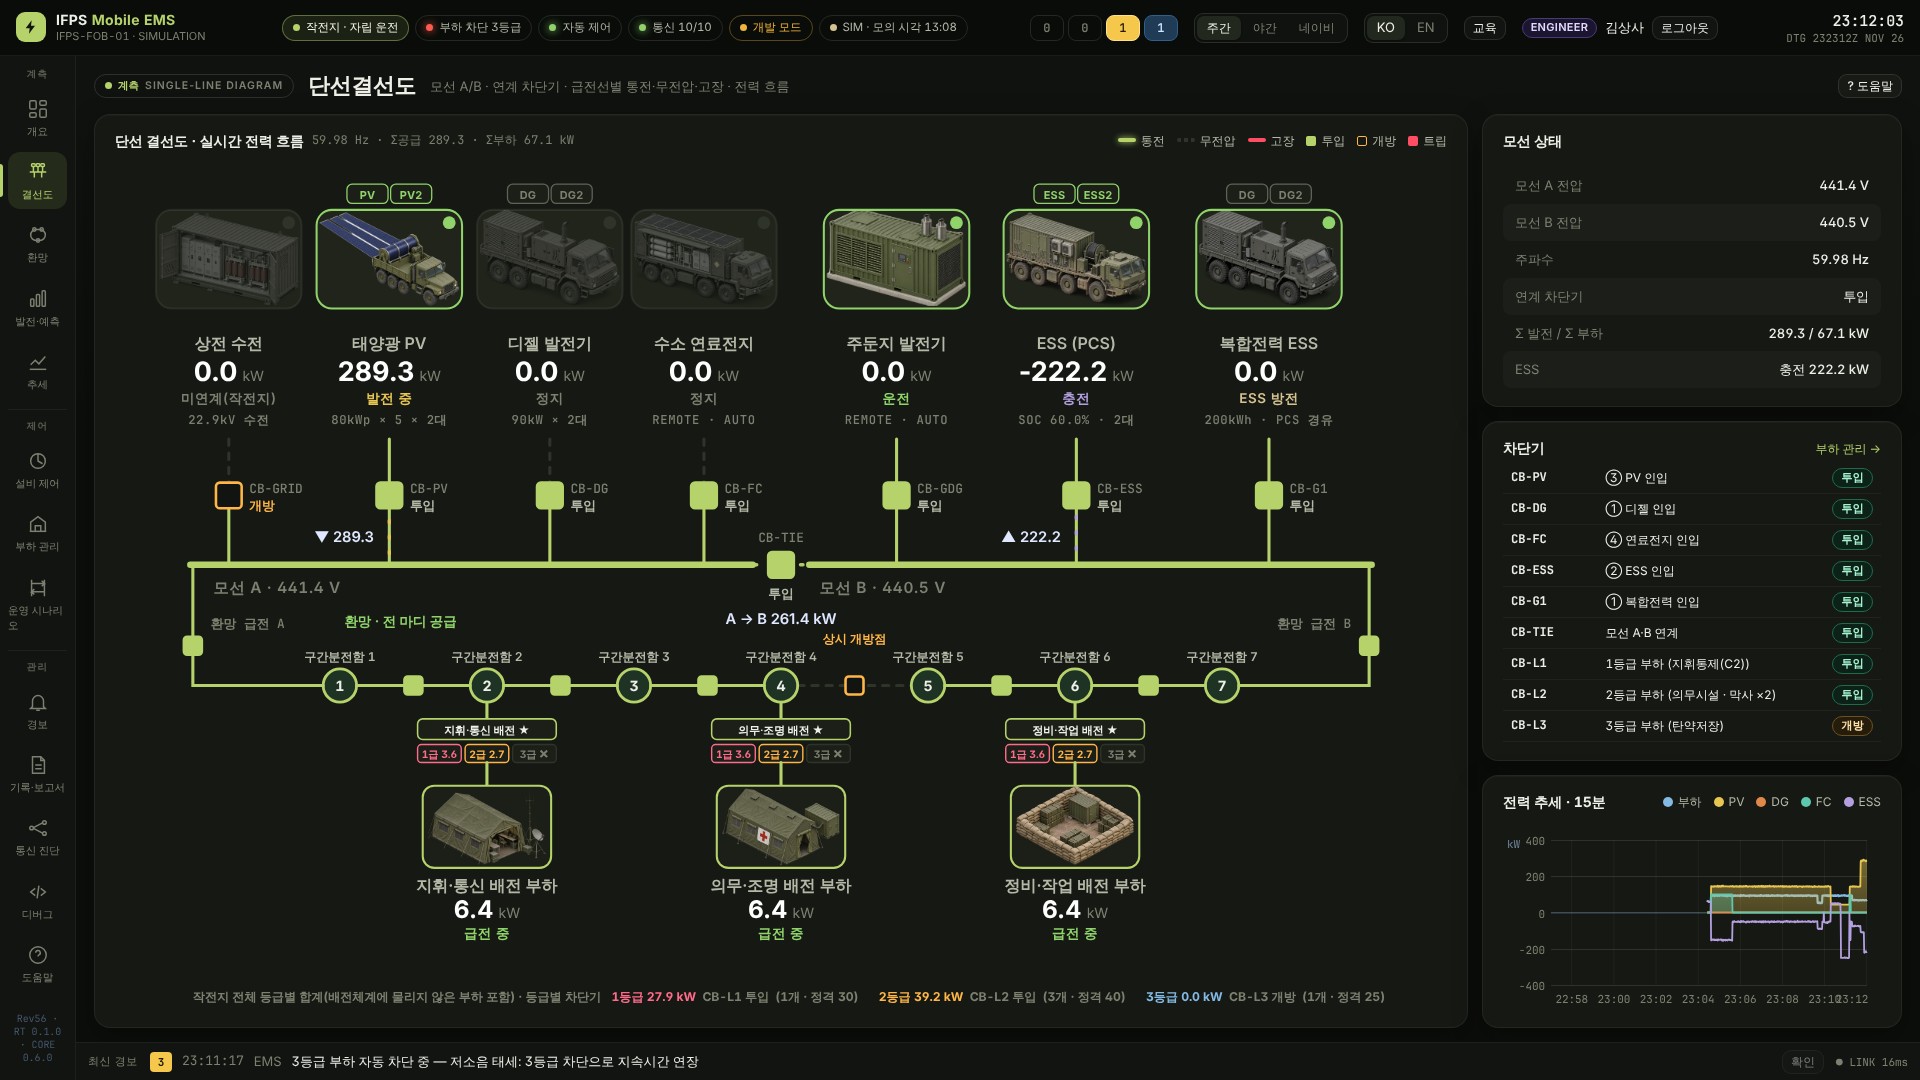 IFPS Mobile EMS
IFPS-FOB-01 · SIMULATION
작전지 · 자립 운전
부하 차단 3등급
자동 제어
통신 10/10
개발 모드
SIM · 모의 시각 13:08
0 0 1 1
주간 야간 네이비
KO EN
교육
ENGINEER 김상사 로그아웃
23:12:03
DTG 232312Z NOV 26
계측
개요
결선도
환망
발전·예측
추세
제어
설비 제어
부하 관리
운영 시나리오
관리
경보
기록·보고서
통신 진단
디버그
도움말
Rev56 · RT 0.1.0 · CORE 0.6.0
계측 SINGLE-LINE DIAGRAM
단선결선도
모선 A/B · 연계 차단기 · 급전선별 통전·무전압·고장 · 전력 흐름
? 도움말
단선 결선도 · 실시간 전력 흐름 59.98 Hz · Σ공급 289.3 · Σ부하 67.1 kW
통전 무전압 고장 투입 개방 트립
PV PV2 DG DG2 ESS ESS2 DG DG2
상전 수전 태양광 PV 디젤 발전기 수소 연료전지 주둔지 발전기 ESS (PCS) 복합전력 ESS
0.0 kW 289.3 kW 0.0 kW 0.0 kW 0.0 kW -222.2 kW 0.0 kW
미연계(작전지) 발전 중 정지 정지 운전 충전 ESS 방전
22.9kV 수전 80kWp × 5 × 2대 90kW × 2대 REMOTE · AUTO REMOTE · AUTO SOC 60.0% · 2대 200kWh · PCS 경유
CB-GRID CB-PV CB-DG CB-FC CB-GDG CB-ESS CB-G1
개방 투입 투입 투입 투입 투입 투입
▼ 289.3 CB-TIE ▲ 222.2
모선 A · 441.4 V 투입 모선 B · 440.5 V
환망 급전 A 환망 · 전 마디 공급 A → B 261.4 kW 환망 급전 B
상시 개방점
구간분전함 1 구간분전함 2 구간분전함 3 구간분전함 4 구간분전함 5 구간분전함 6 구간분전함 7
1 2 3 4 5 6 7
지휘·통신 배전 ★ 의무·조명 배전 ★ 정비·작업 배전 ★
1급 3.6 2급 2.7 3급 ✕ 1급 3.6 2급 2.7 3급 ✕ 1급 3.6 2급 2.7 3급 ✕
지휘·통신 배전 부하 의무·조명 배전 부하 정비·작업 배전 부하
6.4 kW 6.4 kW 6.4 kW
급전 중 급전 중 급전 중
작전지 전체 등급별 합계(배전체계에 물리지 않은 부하 포함) · 등급별 차단기 1등급 27.9 kW CB-L1 투입 (1개 · 정격 30) 2등급 39.2 kW CB-L2 투입 (3개 · 정격 40) 3등급 0.0 kW CB-L3 개방 (1개 · 정격 25)
모선 상태
모선 A 전압 441.4 V
모선 B 전압 440.5 V
주파수 59.98 Hz
연계 차단기 투입
Σ 발전 / Σ 부하 289.3 / 67.1 kW
ESS 충전 222.2 kW
차단기 부하 관리 →
CB-PV ③ PV 인입 투입
CB-DG ① 디젤 인입 투입
CB-FC ④ 연료전지 인입 투입
CB-ESS ② ESS 인입 투입
CB-G1 ① 복합전력 인입 투입
CB-TIE 모선 A·B 연계 투입
CB-L1 1등급 부하 (지휘통제(C2)) 투입
CB-L2 2등급 부하 (의무시설 · 막사 ×2) 투입
CB-L3 3등급 부하 (탄약저장) 개방
전력 추세 · 15분 부하 PV DG FC ESS
kW 400
200
0
-200
-400
22:58 23:00 23:02 23:04 23:06 23:08 23:10 23:12
최신 경보 3 23:11:17 EMS 3등급 부하 자동 차단 중 — 저소음 태세: 3등급 차단으로 지속시간 연장
확인 LINK 16ms